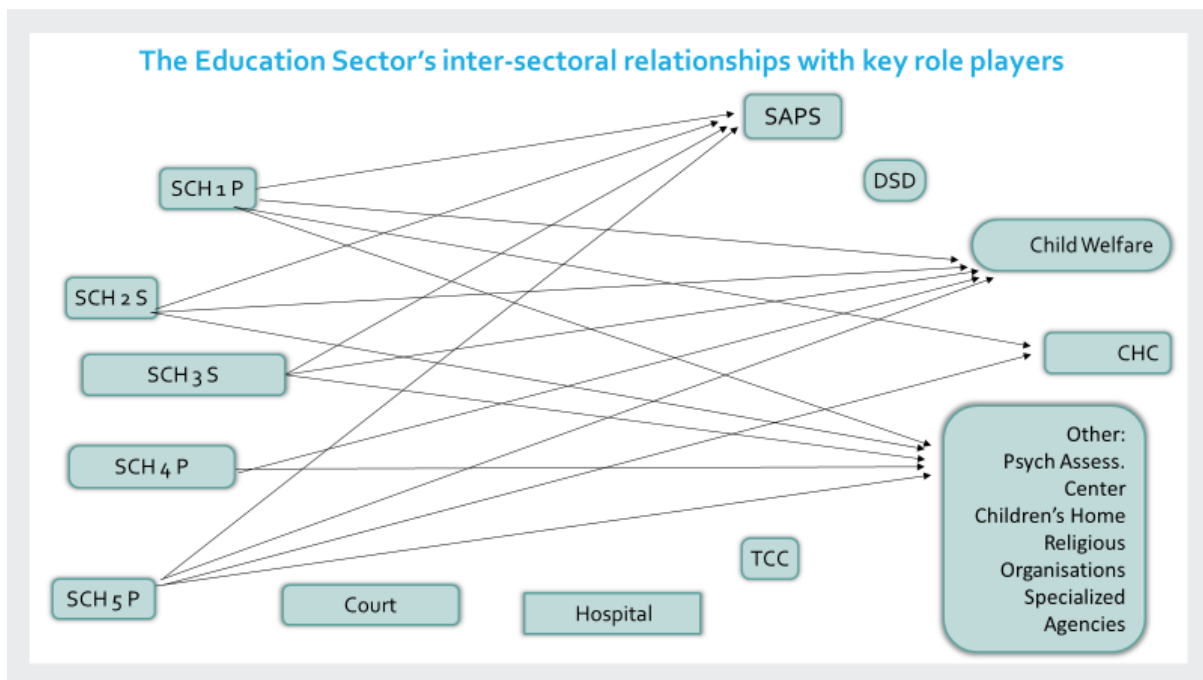 The Education Sector’s inter-sectoral relationships with key role players
SAPS
SCH 1 P
DSD
Child Welfare
SCH 2 S
CHC
SCH 3 S
Other:
Psych Assess.
Center
Children’s Home
Religious
Organisations
Specialized
Agencies
SCH 4 P
TCC
SCH 5 P
Court
Hospital